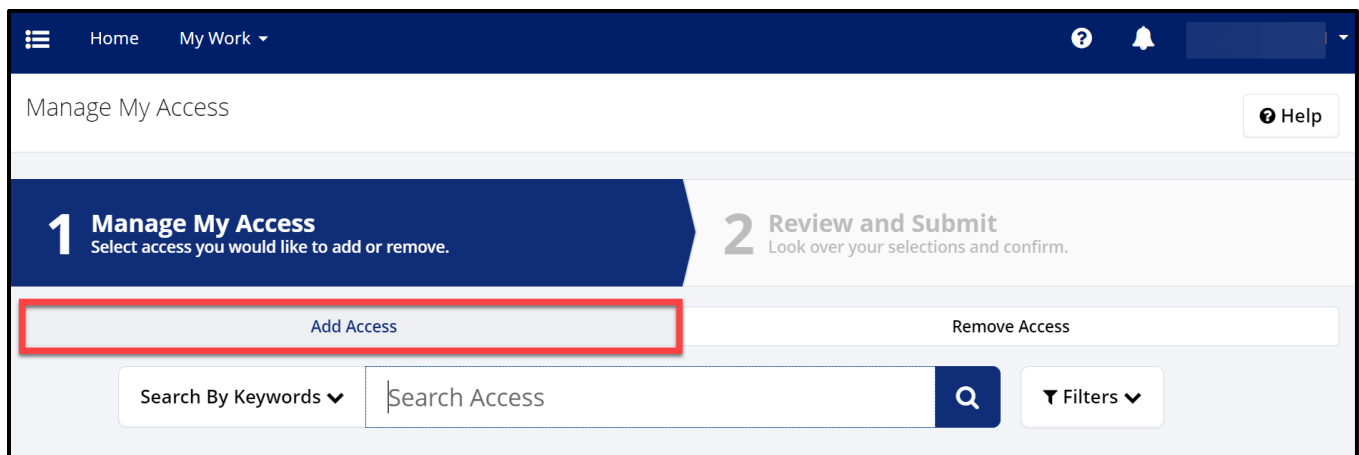 Home My Work
Manage My Access
Help
1 Manage My Access
Select access you would like to add or remove.
2 Review and Submit
Look over your selections and confirm.
Add Access
Remove Access
Search By Keywords
Search Access
Filters